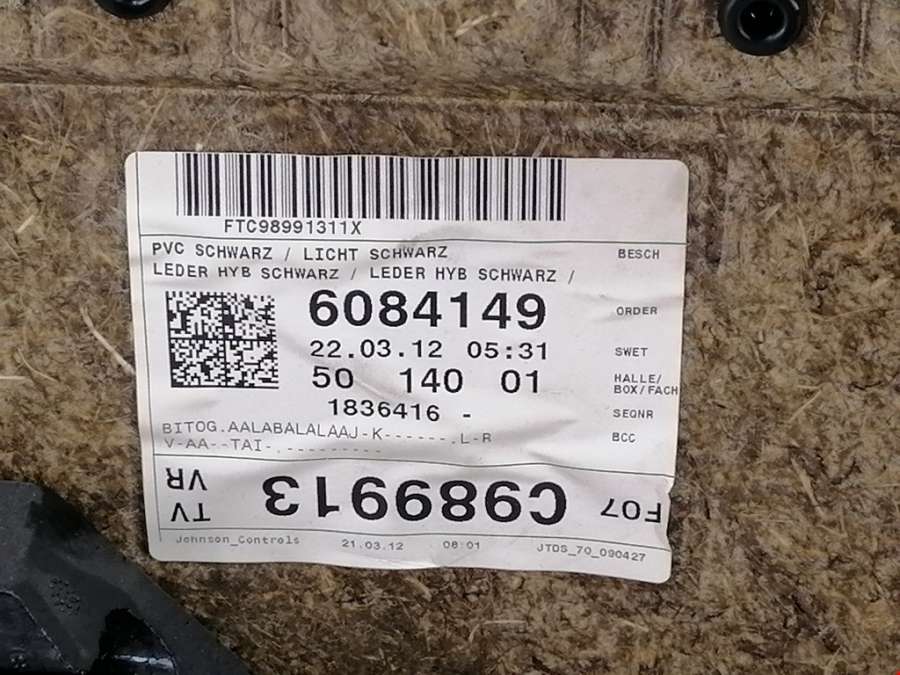 FTC98991311X
PVC SCHWARZ / LICHT SCHWARZ BESCH
LEDER HYB SCHWARZ / LEDER HYB SCHWARZ /
6084149 ORDER
22.03.12 05:31 SWET
50 140 01 HALLE/
BOX/FACH
1836416 - SEQNR
BITOG.AALABALALAAJ-K-------.L-R BCC
V-AA--TAI-.---------
F07 C989913 TV
VR
Johnson_Controls 21.03.12 08:01 JTDS_70_090427